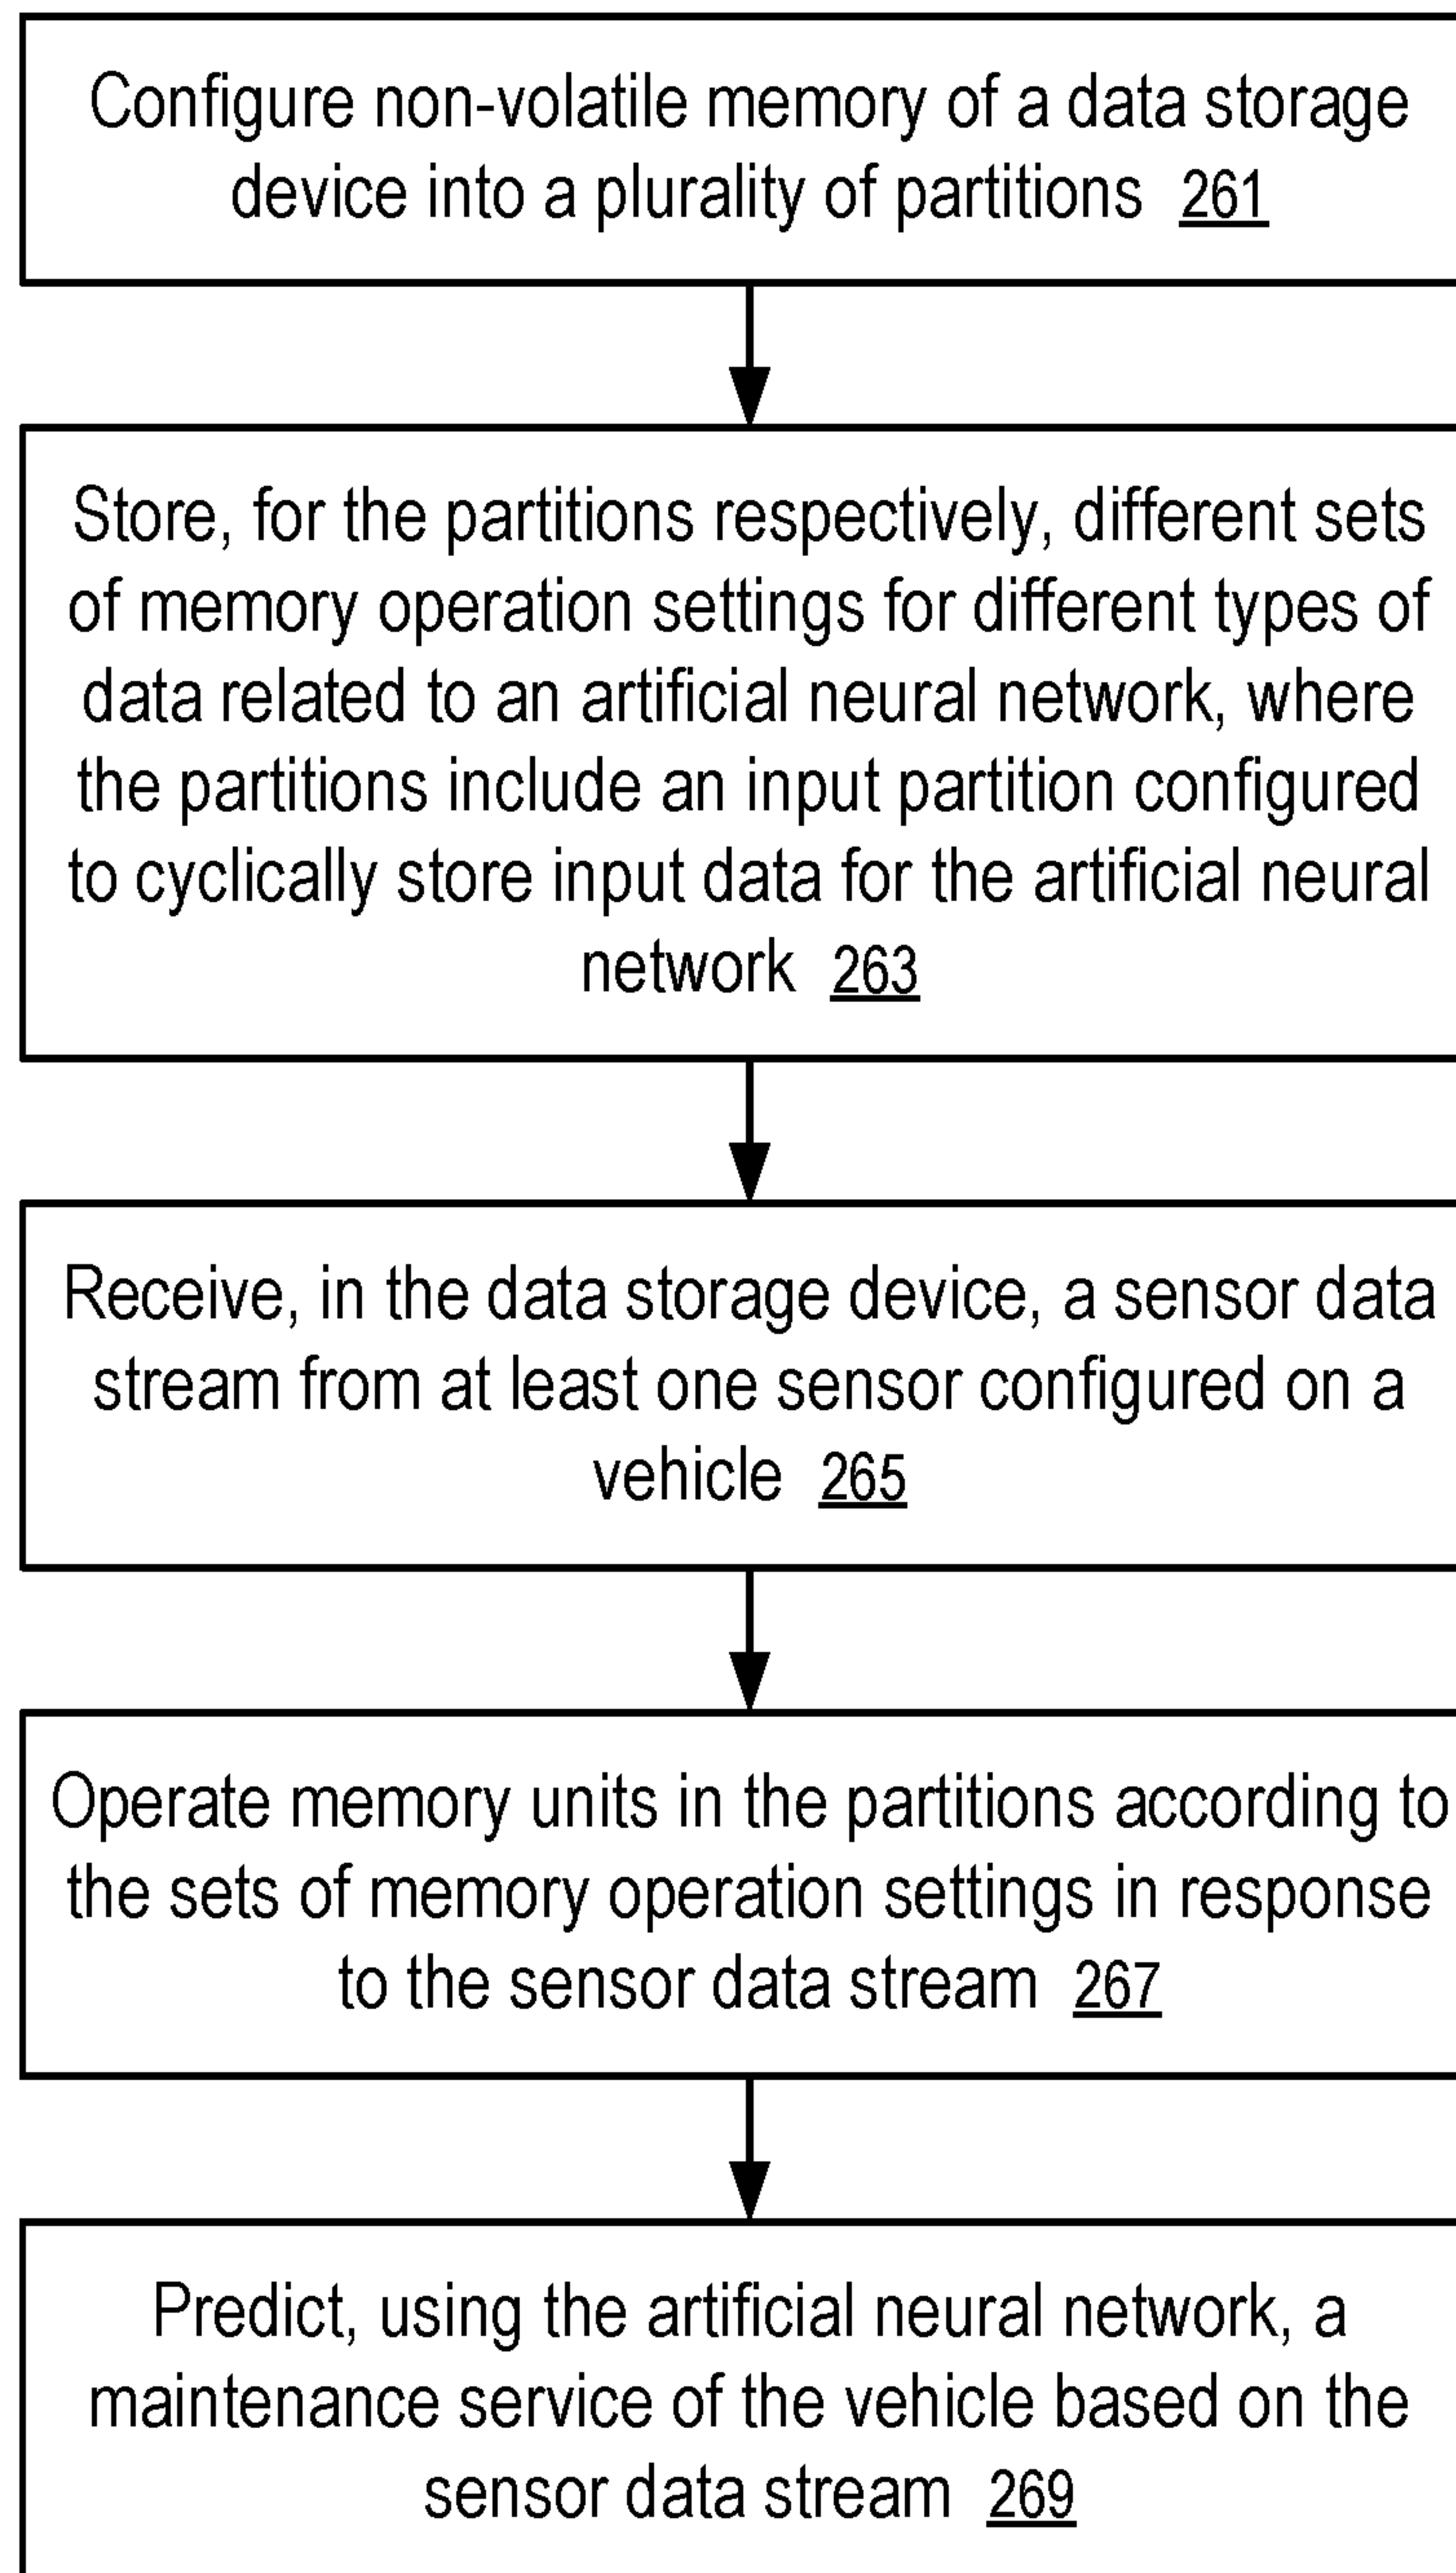 Configure non-volatile memory of a data storage
device into a plurality of partitions 261
Store, for the partitions respectively, different sets
of memory operation settings for different types of
data related to an artificial neural network, where
the partitions include an input partition configured
to cyclically store input data for the artificial neural
network 263
Receive, in the data storage device, a sensor data
stream from at least one sensor configured on a
vehicle 265
Operate memory units in the partitions according to
the sets of memory operation settings in response
to the sensor data stream 267
Predict, using the artificial neural network, a
maintenance service of the vehicle based on the
sensor data stream 269